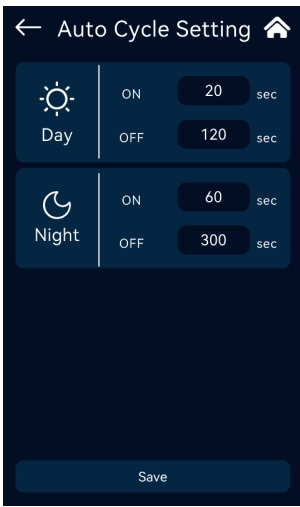 Auto Cycle Setting
Day
ON 20 sec
OFF 120 sec
Night
ON 60 sec
OFF 300 sec
Save